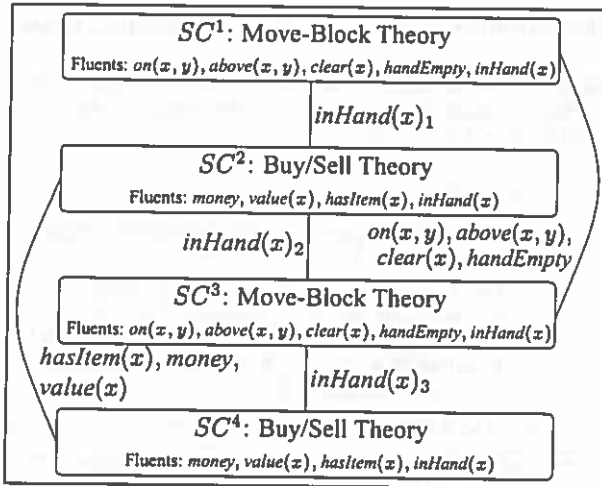 SC¹: Move-Block Theory
Fluents: on(x, y), above(x, y), clear(x), handEmpty, inHand(x)
inHand(x)₁
SC²: Buy/Sell Theory
Fluents: money, value(x), hasItem(x), inHand(x)
inHand(x)₂
on(x, y), above(x, y),
clear(x), handEmpty
SC³: Move-Block Theory
Fluents: on(x, y), above(x, y), clear(x), handEmpty, inHand(x)
hasItem(x), money,
value(x)
inHand(x)₃
SC⁴: Buy/Sell Theory
Fluents: money, value(x), hasItem(x), inHand(x)